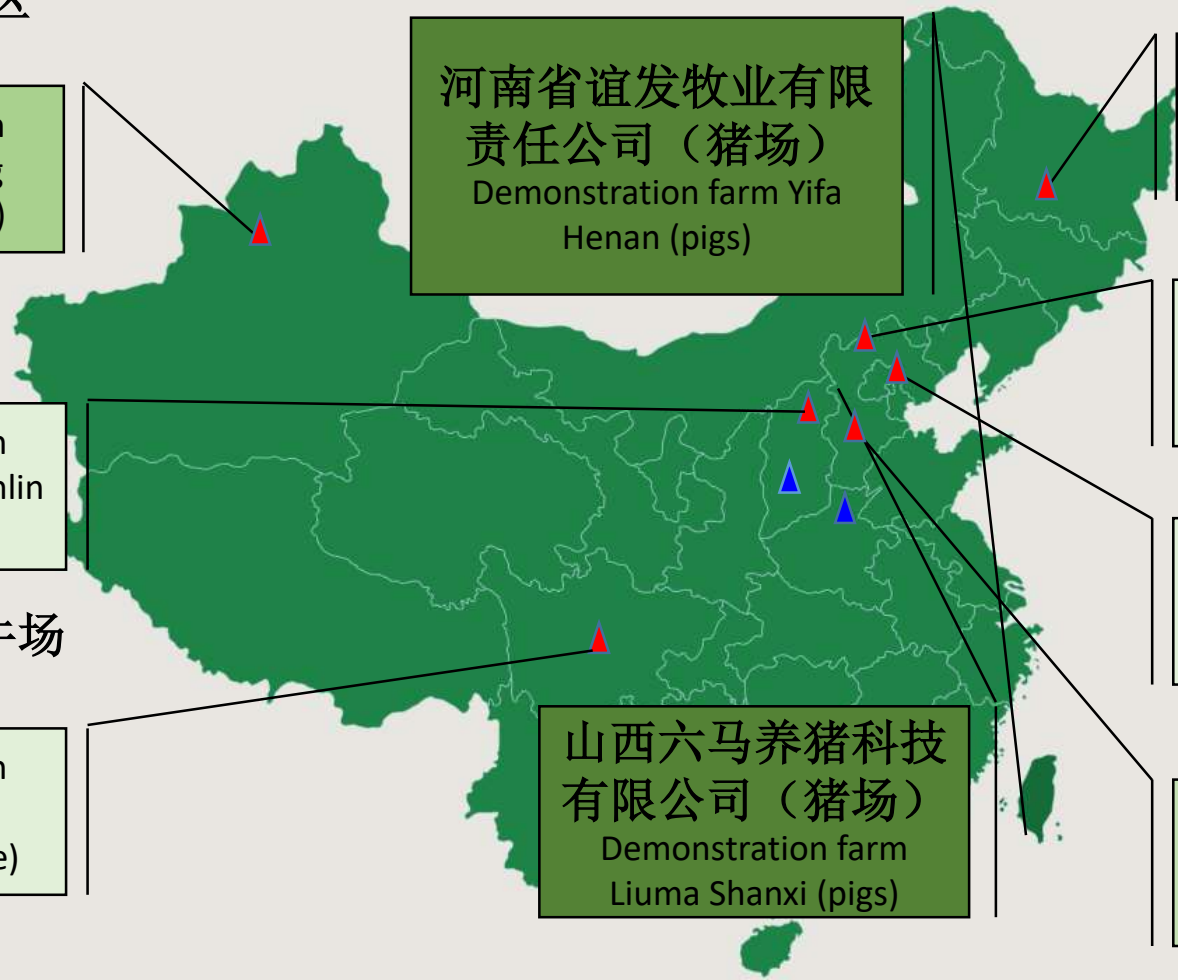 区
河南省谊发牧业有限
责任公司（猪场）
Demonstration farm Yifa
Henan (pigs)
牛场
山西六马养猪科技
有限公司（猪场）
Demonstration farm
Liuma Shanxi (pigs)